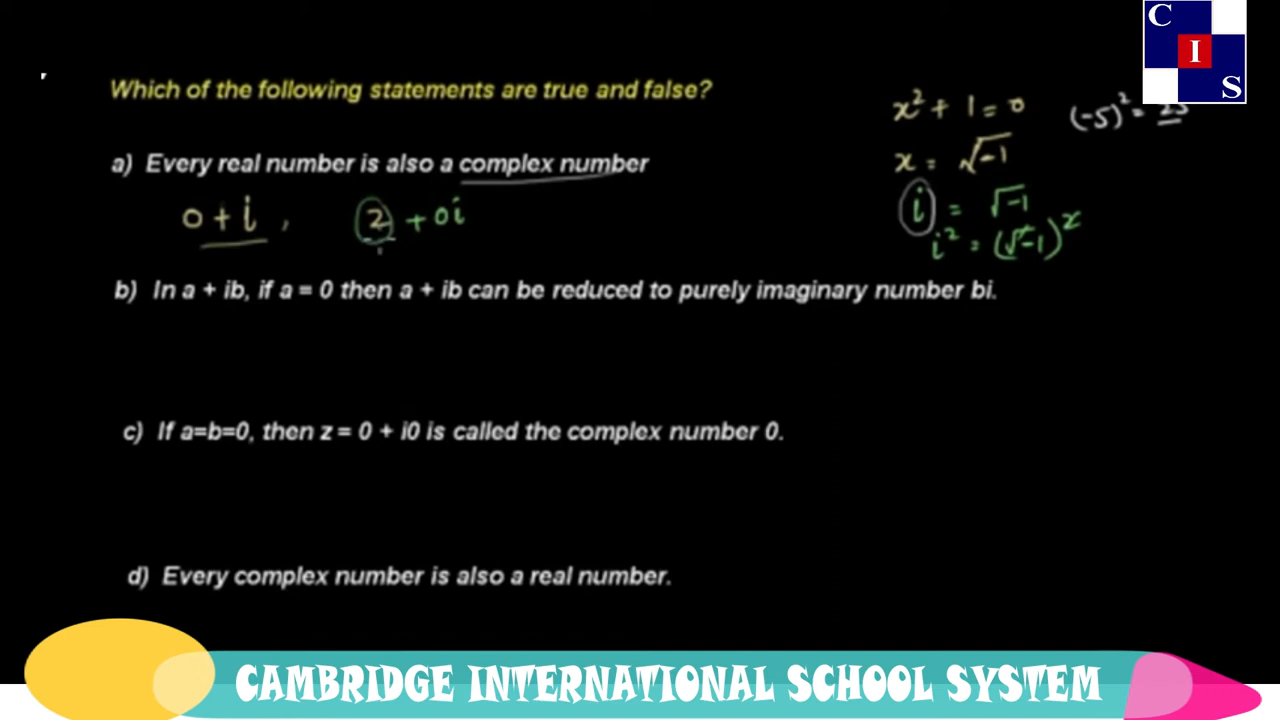 C
I
S
Which of the following statements are true and false?
x² + 1 = 0
(-5)² = 25
a) Every real number is also a complex number
x = √-1
0 + i , 2 + 0i
i = √-1
i² = (√-1)²
b) In a + ib, if a = 0 then a + ib can be reduced to purely imaginary number bi.
c) If a=b=0, then z = 0 + i0 is called the complex number 0.
d) Every complex number is also a real number.
CAMBRIDGE INTERNATIONAL SCHOOL SYSTEM